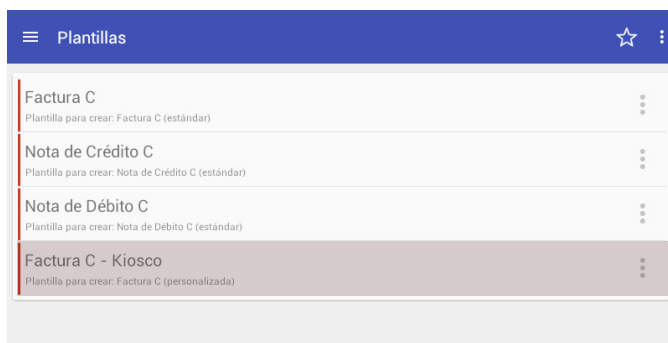 Plantillas
Factura C
Plantilla para crear: Factura C (estándar)
Nota de Crédito C
Plantilla para crear: Nota de Crédito C (estándar)
Nota de Débito C
Plantilla para crear: Nota de Débito C (estándar)
Factura C - Kiosco
Plantilla para crear: Factura C (personalizada)